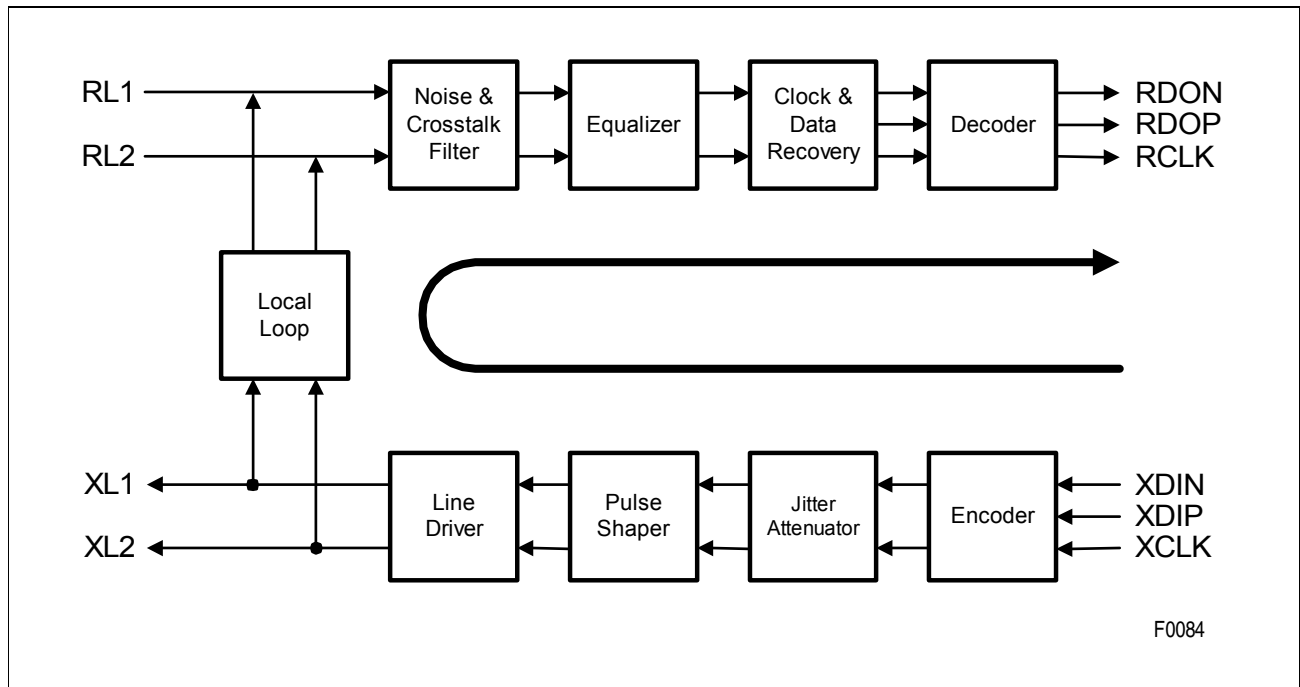 RL1
RL2
Noise &
Crosstalk
Filter
Equalizer
Clock &
Data
Recovery
Decoder
RDON
RDOP
RCLK
Local
Loop
XL1
XL2
Line
Driver
Pulse
Shaper
Jitter
Attenuator
Encoder
XDIN
XDIP
XCLK
F0084